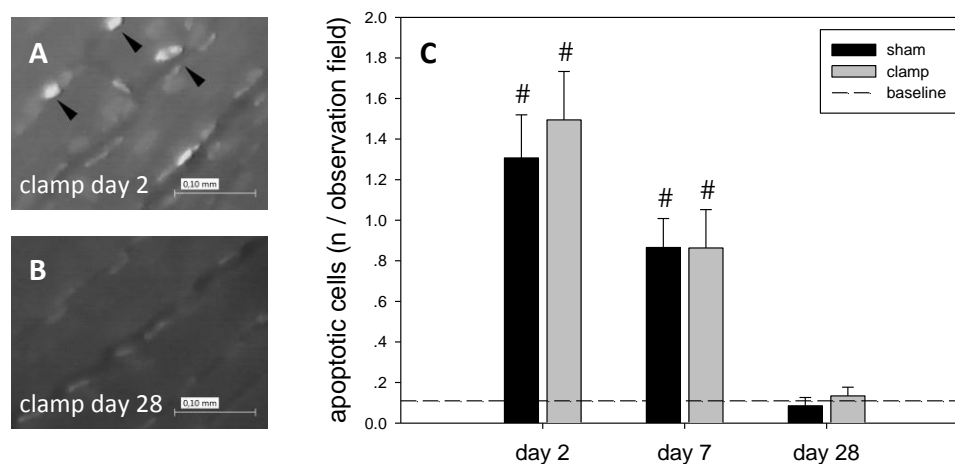 A
0,10 mm
clamp day 2
B
0,10 mm
clamp day 28
C
apoptotic cells (n / observation field)
2.0
1.8
1.6
1.4
1.2
1.0
.8
.6
.4
.2
0.0
# #
# #
sham
clamp
baseline
day 2 day 7 day 28